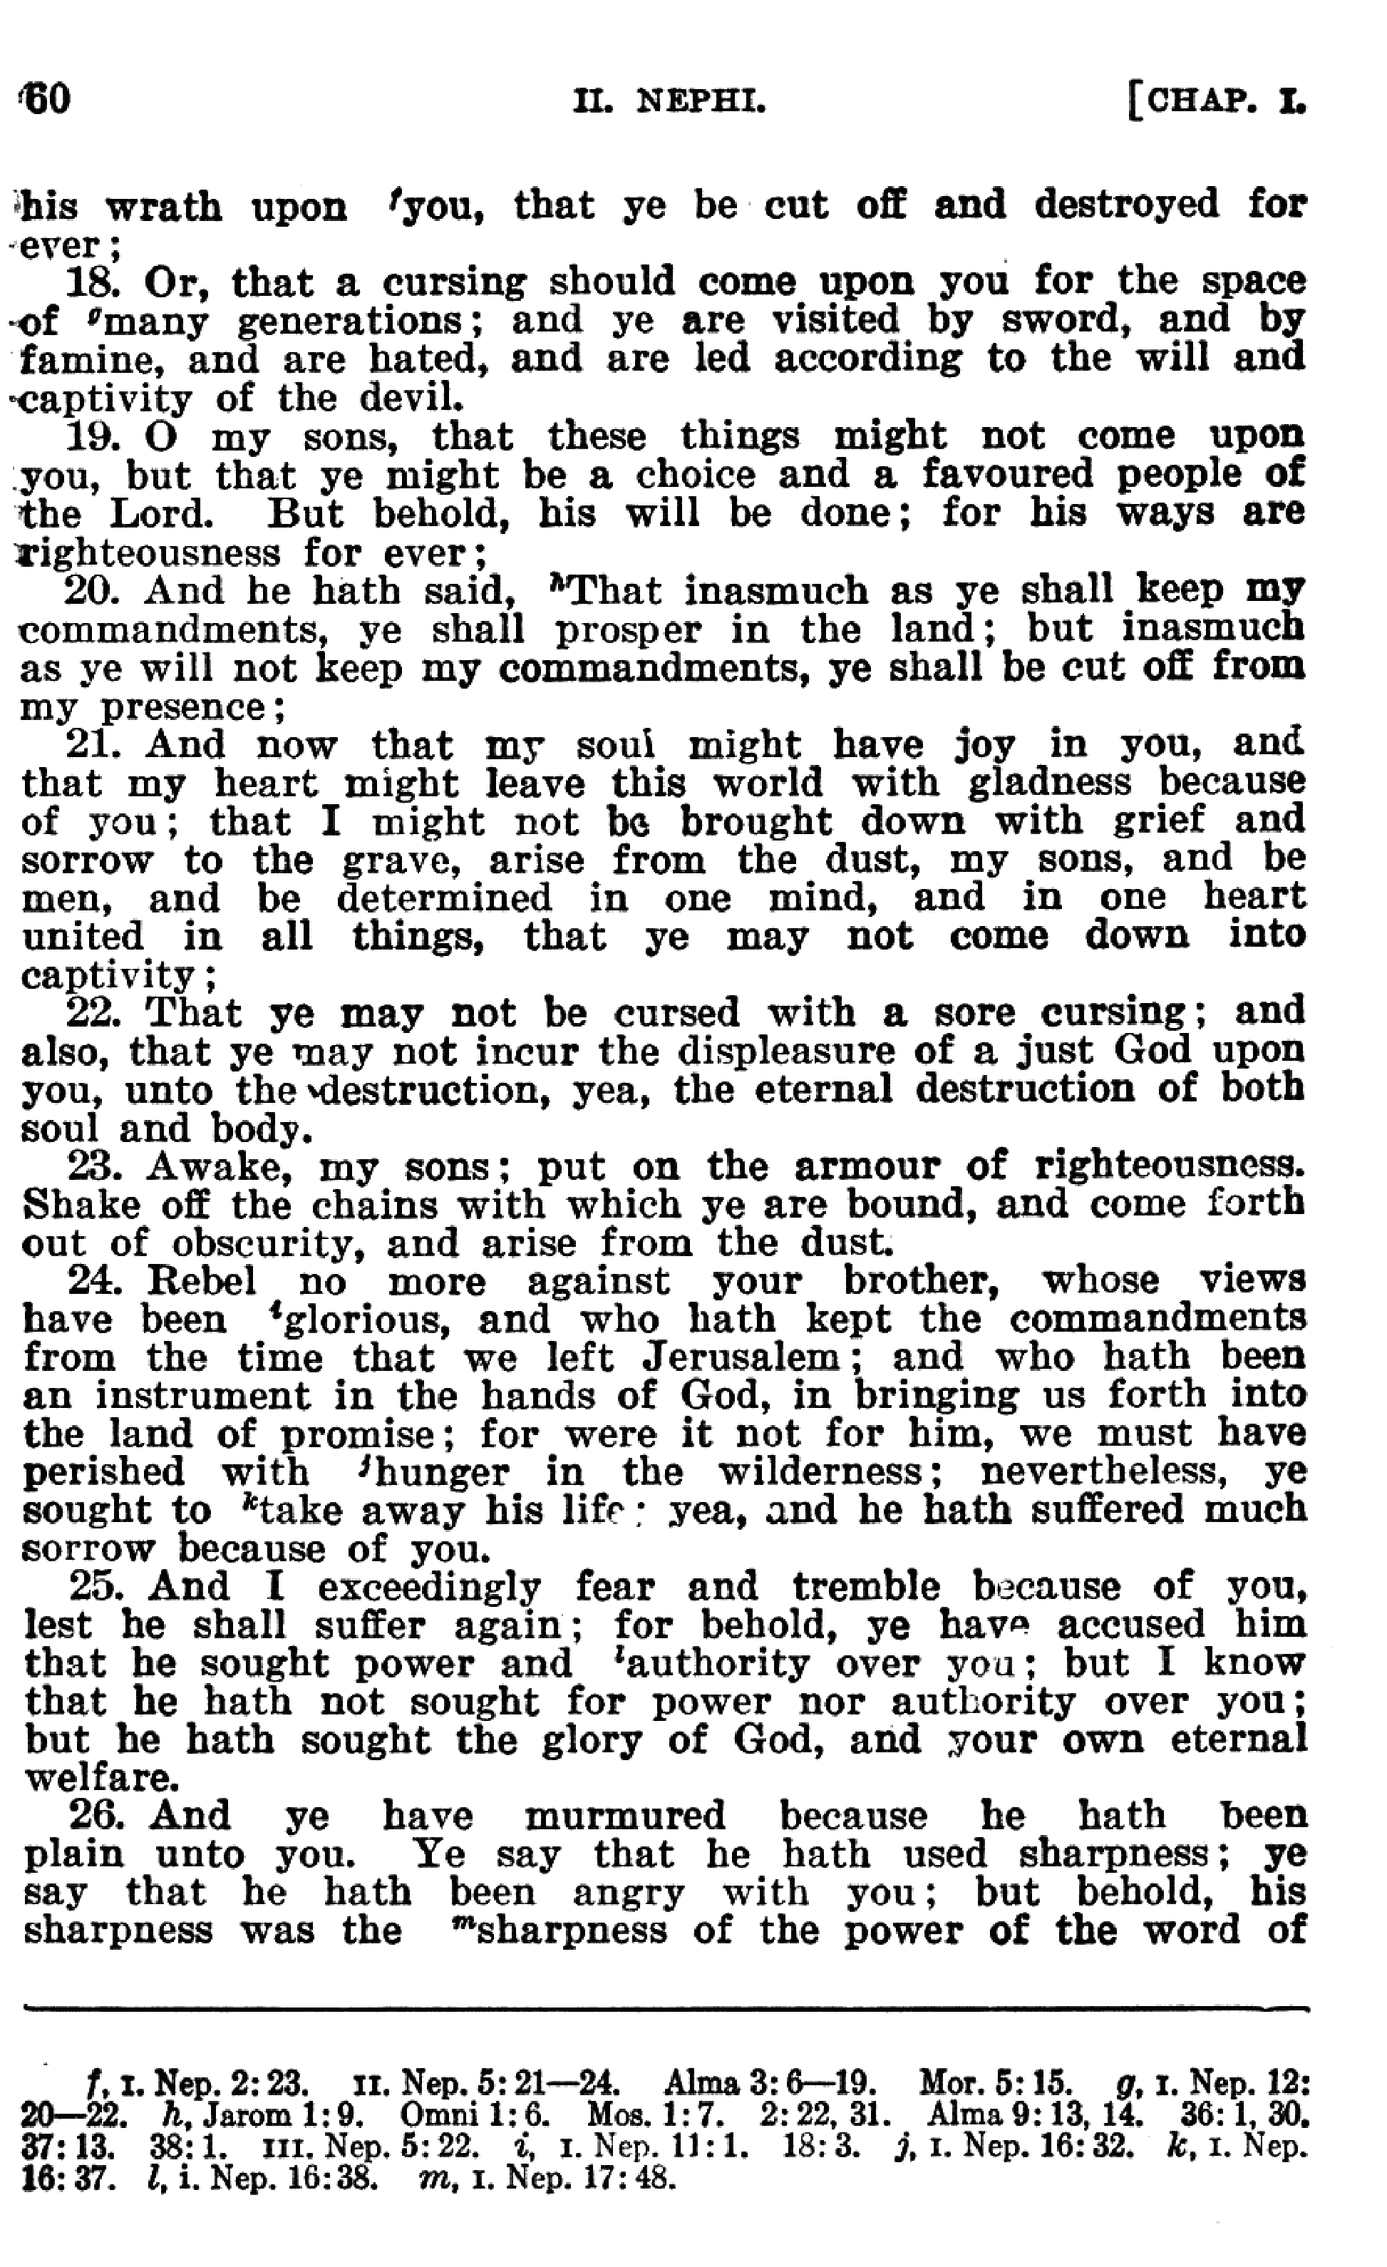 60 II. NEPHI. [CHAP. I.
his wrath upon fyou, that ye be cut off and destroyed for
ever;
18. Or, that a cursing should come upon you for the space
of gmany generations; and ye are visited by sword, and by
famine, and are hated, and are led according to the will and
captivity of the devil.
19. O my sons, that these things might not come upon
you, but that ye might be a choice and a favoured people of
the Lord. But behold, his will be done; for his ways are
righteousness for ever;
20. And he hath said, hThat inasmuch as ye shall keep my
commandments, ye shall prosper in the land; but inasmuch
as ye will not keep my commandments, ye shall be cut off from
my presence;
21. And now that my soul might have joy in you, and
that my heart might leave this world with gladness because
of you; that I might not be brought down with grief and
sorrow to the grave, arise from the dust, my sons, and be
men, and be determined in one mind, and in one heart
united in all things, that ye may not come down into
captivity;
22. That ye may not be cursed with a sore cursing; and
also, that ye may not incur the displeasure of a just God upon
you, unto the destruction, yea, the eternal destruction of both
soul and body.
23. Awake, my sons; put on the armour of righteousness.
Shake off the chains with which ye are bound, and come forth
out of obscurity, and arise from the dust.
24. Rebel no more against your brother, whose views
have been iglorious, and who hath kept the commandments
from the time that we left Jerusalem; and who hath been
an instrument in the hands of God, in bringing us forth into
the land of promise; for were it not for him, we must have
perished with jhunger in the wilderness; nevertheless, ye
sought to ktake away his life; yea, and he hath suffered much
sorrow because of you.
25. And I exceedingly fear and tremble because of you,
lest he shall suffer again; for behold, ye have accused him
that he sought power and lauthority over you; but I know
that he hath not sought for power nor authority over you;
but he hath sought the glory of God, and your own eternal
welfare.
26. And ye have murmured because he hath been
plain unto you. Ye say that he hath used sharpness; ye
say that he hath been angry with you; but behold, his
sharpness was the msharpness of the power of the word of
f, I. Nep. 2:23. II. Nep. 5:21—24. Alma 3:6—19. Mor. 5:15. g, I. Nep. 12:
20—22. h, Jarom 1:9. Omni 1:6. Mos. 1:7. 2:22, 31. Alma 9:13, 14. 36:1, 30.
37:13. 38:1. III. Nep. 5:22. i, I. Nep. 11:1. 18:3. j, I. Nep. 16:32. k, I. Nep.
16:37. l, i. Nep. 16:38. m, I. Nep. 17:48.